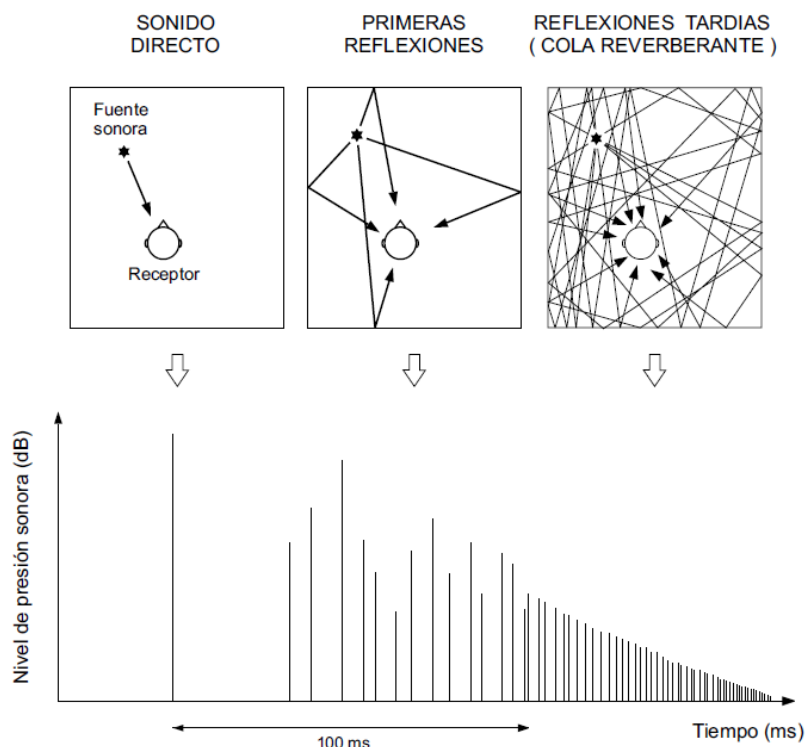 SONIDO
DIRECTO
PRIMERAS
REFLEXIONES
REFLEXIONES TARDIAS
( COLA REVERBERANTE )
Fuente
sonora
Receptor
Nivel de presión sonora (dB)
100 ms
Tiempo (ms)